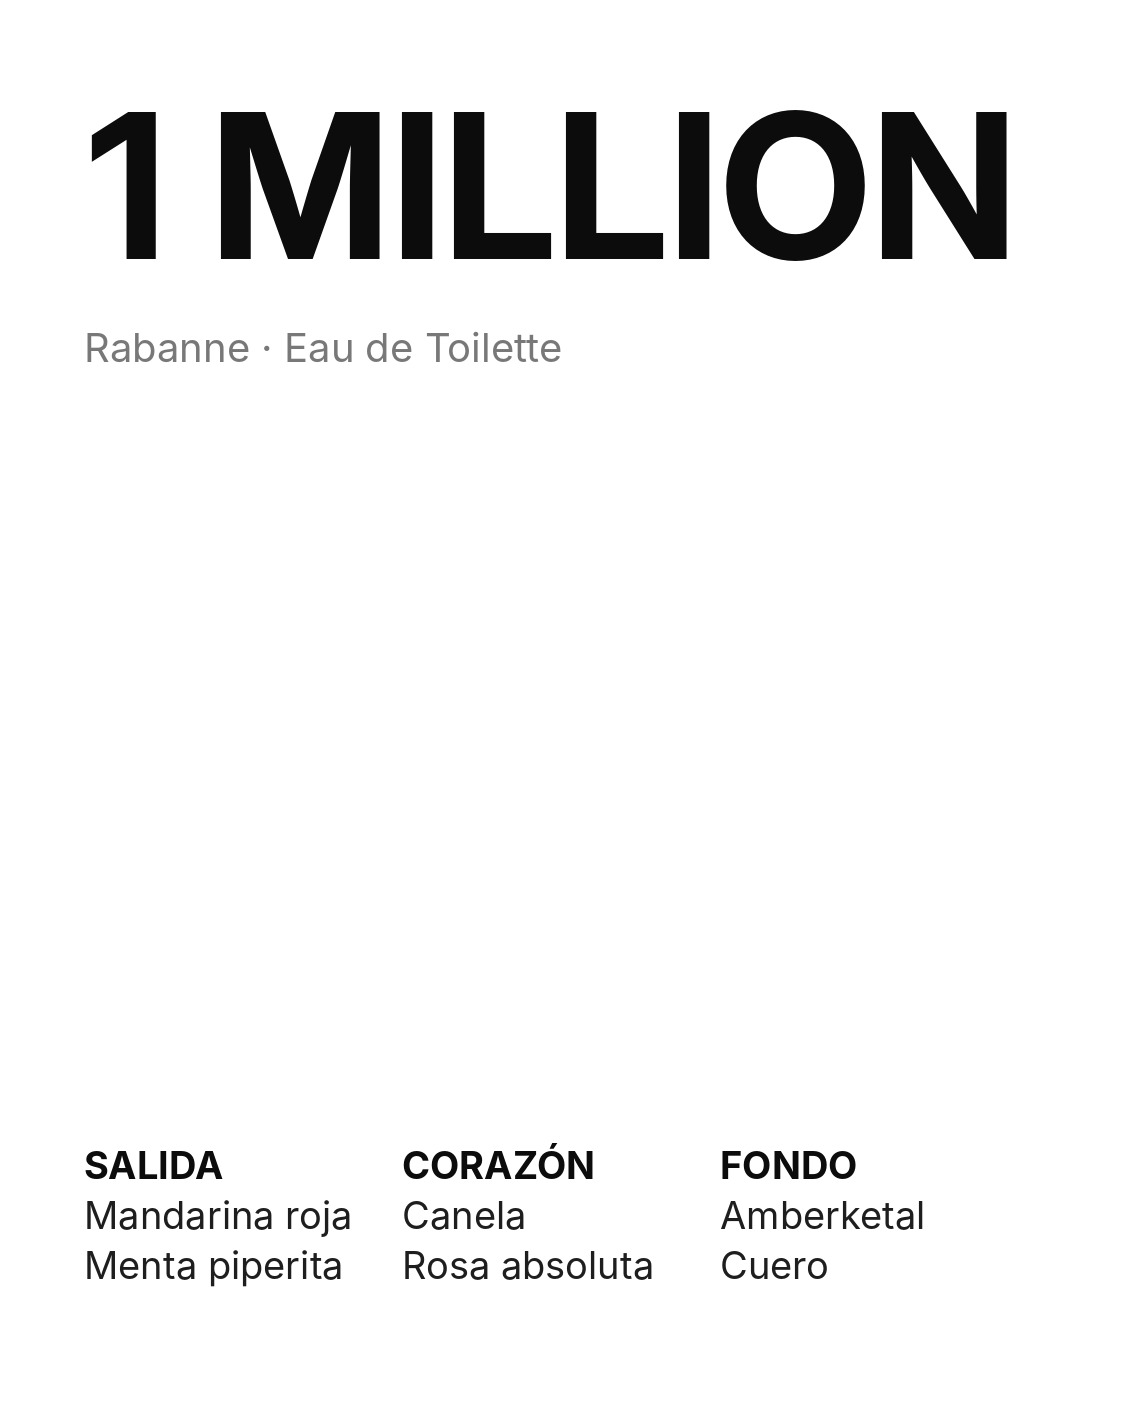 1 MILLION
Rabanne · Eau de Toilette
SALIDA
Mandarina roja
Menta piperita
CORAZÓN
Canela
Rosa absoluta
FONDO
Amberketal
Cuero